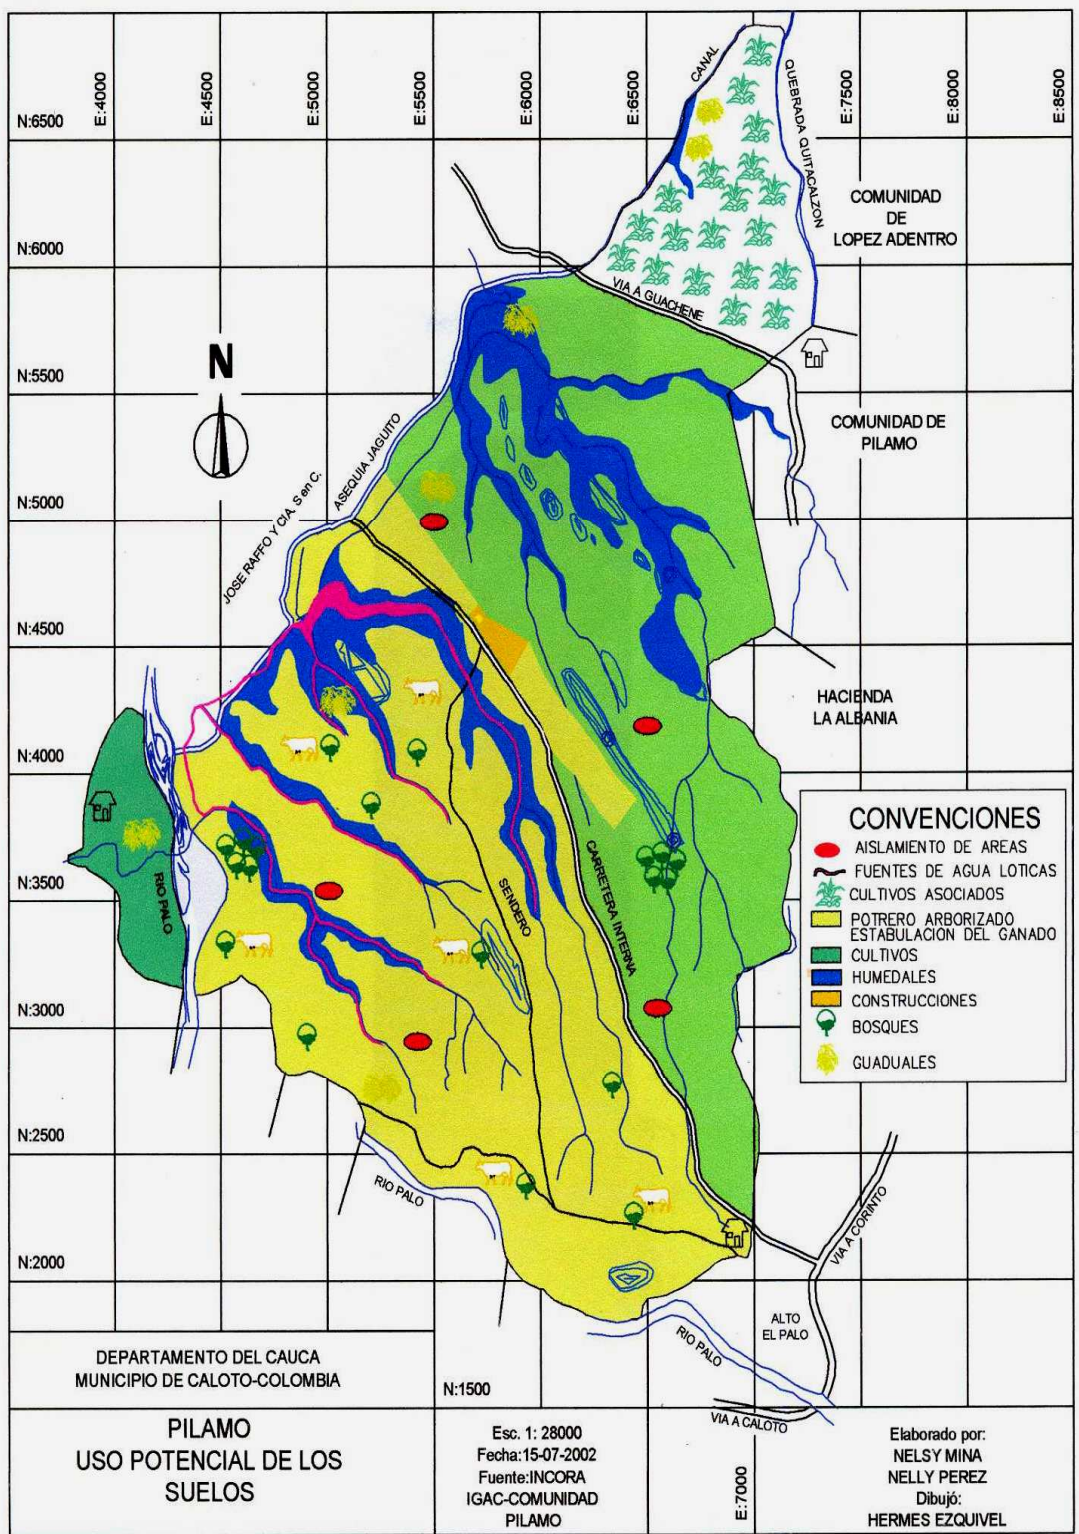 E:4000
E:4500
E:5000
E:5500
E:6000
E:6500
E:7500
E:8000
E:8500
N:6500
CANAL
QUEBRADA QUITACALZON
COMUNIDAD
DE
LOPEZ ADENTRO
N:6000
VIA A GUACHENE
N:5500
N
COMUNIDAD DE
PILAMO
ASEQUIA JAGUITO
JOSE RAFFO Y CIA. S en C.
N:5000
N:4500
HACIENDA
LA ALBANIA
N:4000
CONVENCIONES
AISLAMIENTO DE AREAS
FUENTES DE AGUA LOTICAS
CULTIVOS ASOCIADOS
POTRERO ARBORIZADO
ESTABULACION DEL GANADO
CULTIVOS
HUMEDALES
CONSTRUCCIONES
BOSQUES
GUADUALES
N:3500
RIO PALO
SENDERO
CARRETERA INTERNA
N:3000
N:2500
RIO PALO
VIA A CORINTO
N:2000
ALTO
EL PALO
RIO PALO
VIA A CALOTO
DEPARTAMENTO DEL CAUCA
MUNICIPIO DE CALOTO-COLOMBIA
N:1500
PILAMO
USO POTENCIAL DE LOS
SUELOS
Esc. 1: 28000
Fecha:15-07-2002
Fuente:INCORA
IGAC-COMUNIDAD
PILAMO
E:7000
Elaborado por:
NELSY MINA
NELLY PEREZ
Dibujó:
HERMES EZQUIVEL